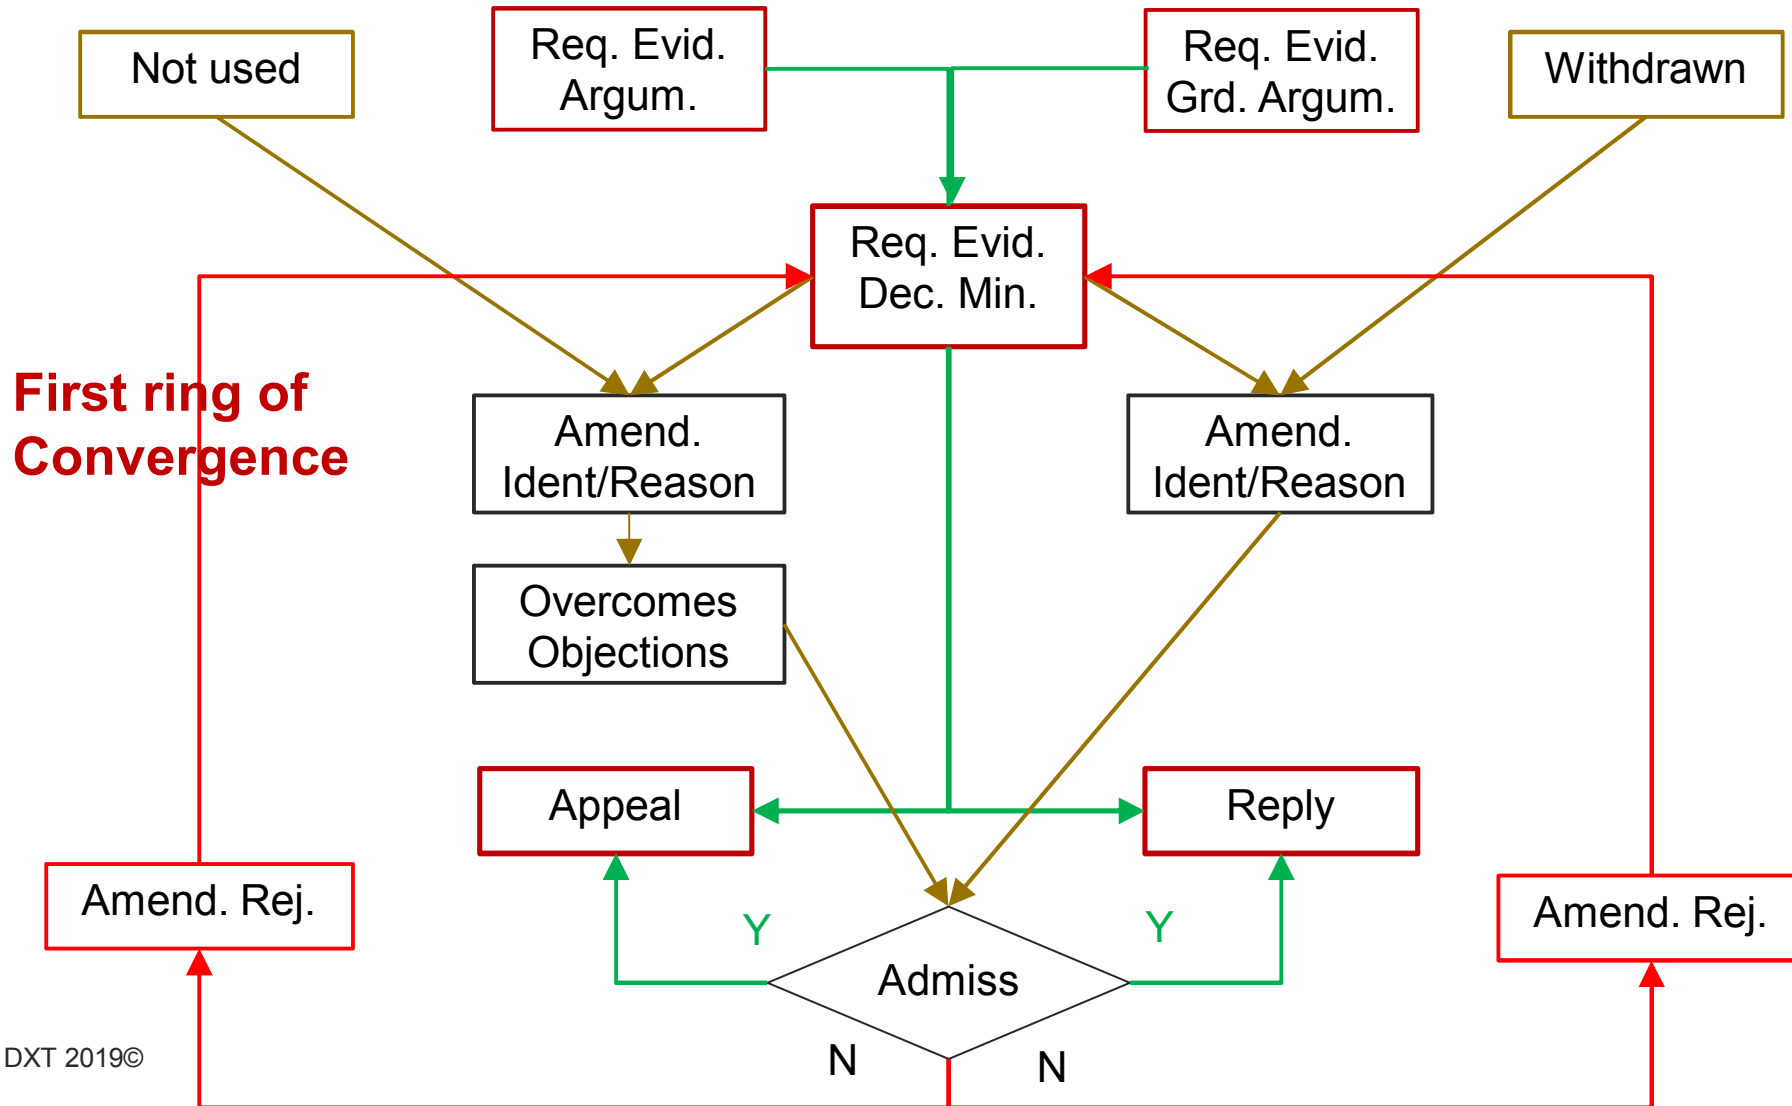 Not used
Req. Evid.
Argum.
Req. Evid.
Grd. Argum.
Withdrawn
Req. Evid.
Dec. Min.
First ring of
Convergence
Amend.
Ident/Reason
Amend.
Ident/Reason
Overcomes
Objections
Appeal
Reply
Amend. Rej.
Amend. Rej.
Y
Y
Admiss
N
N
DXT 2019©